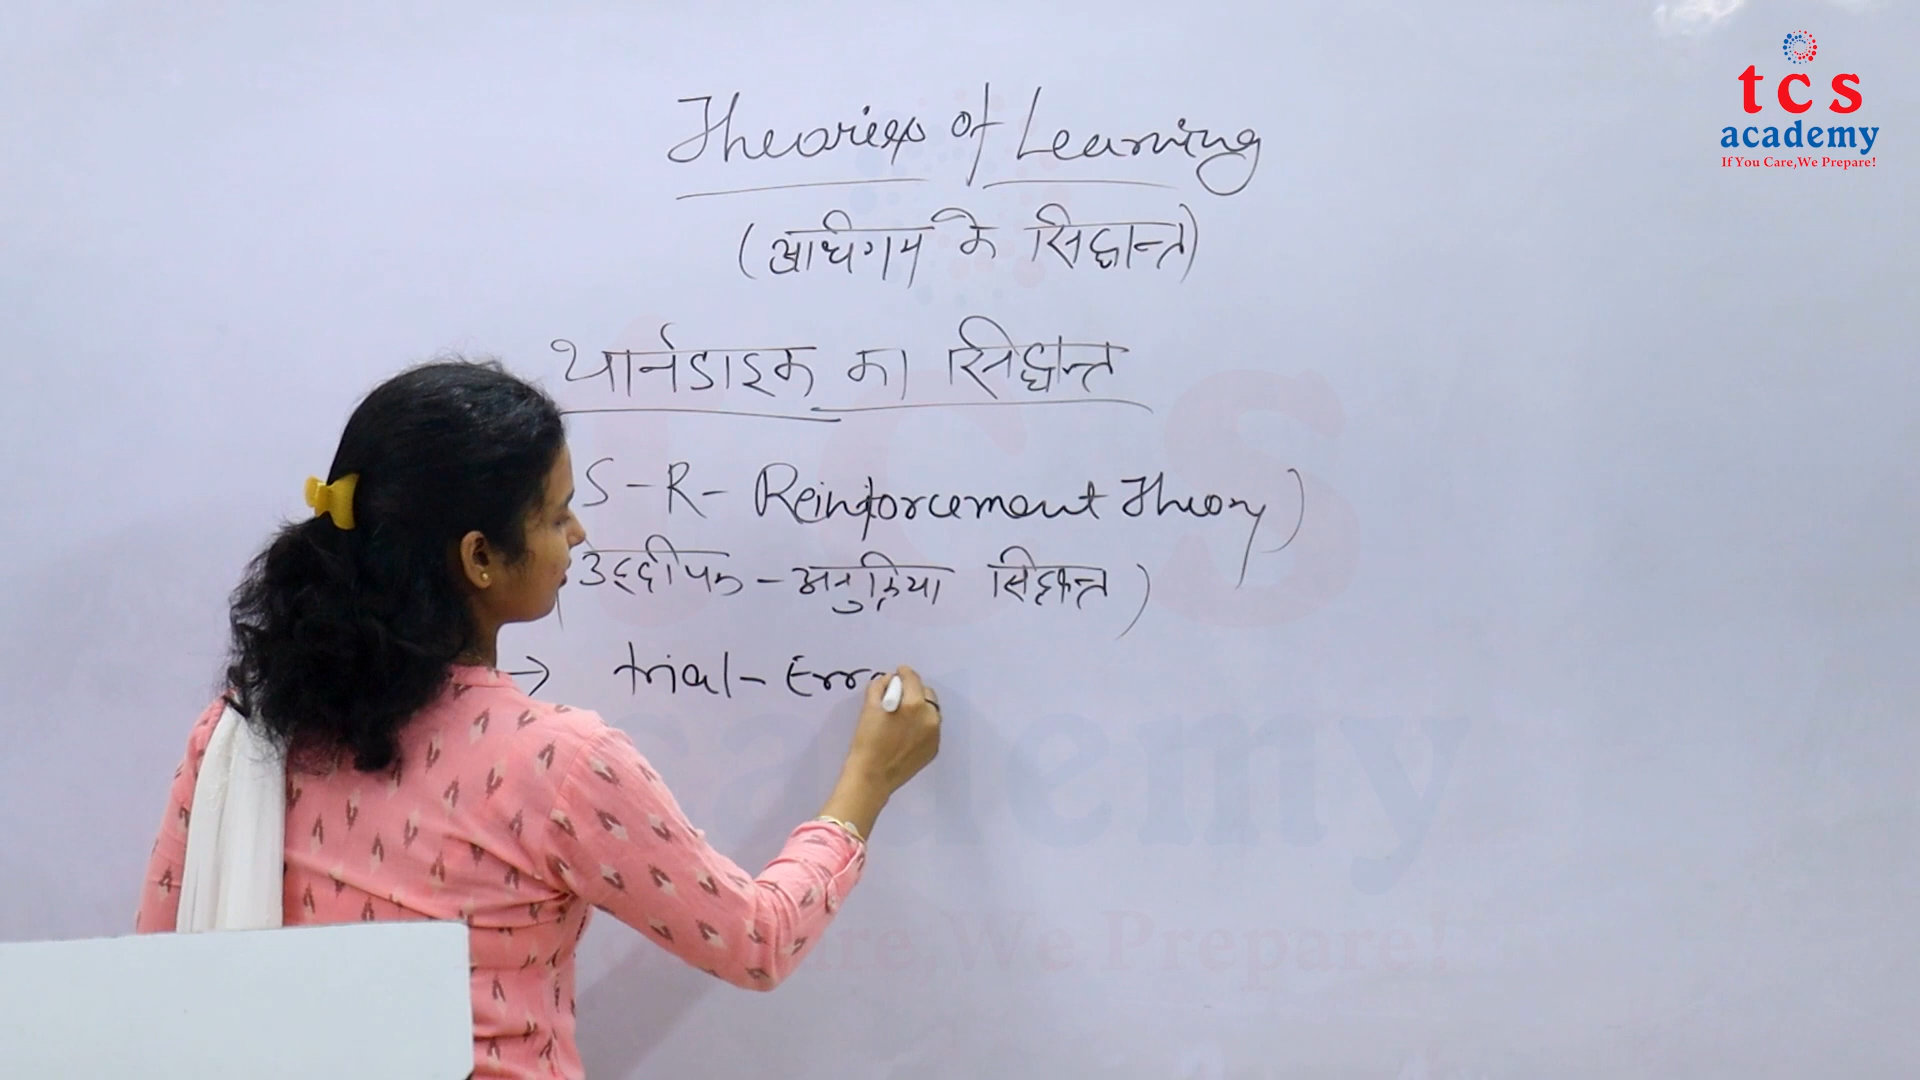 Theories of Learning
(अधिगम के सिद्धान्त)
थार्नडाइक का सिद्धान्त
S-R- Reinforcement Theory)
उद्दीपक - अनुक्रिया सिद्धान्त)
→ trial - Erro
tcs
academy
If You Care,We Prepare!